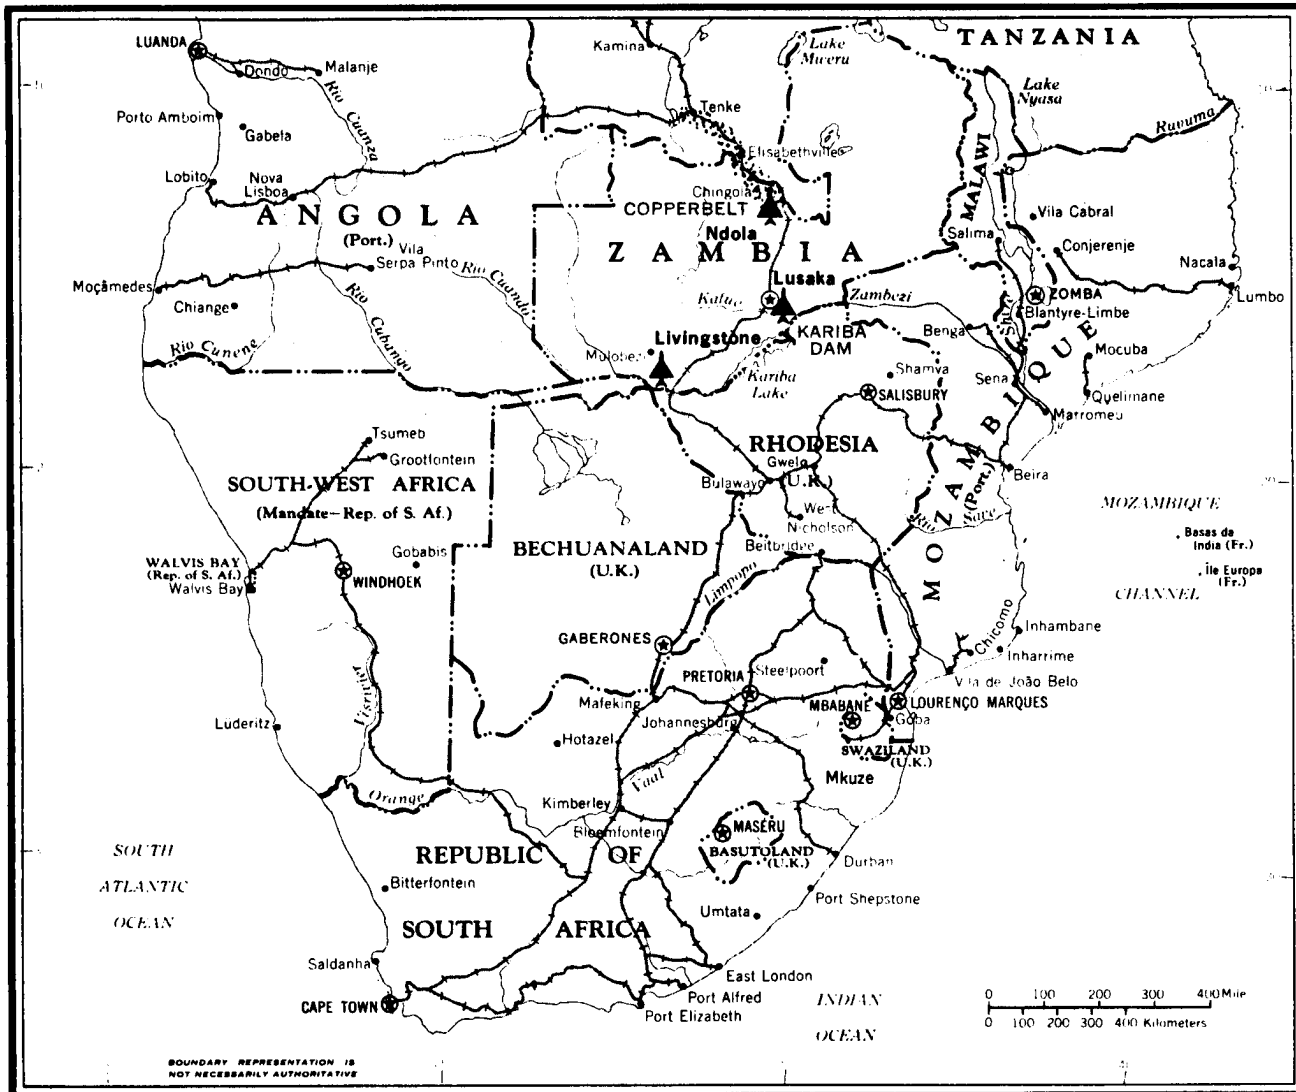 TANZANIA
LUANDA
Dondo
Malanje
Rio Cuanza
Porto Amboim
Gabela
Lobito
Nova
Lisboa
ANGOLA
(Port.)
Vila
Serpa Pinto
Moçâmedes
Chiange
Rio Cunene
Rio
Cubango
Rio Cuando
Kamina
Lake
Mweru
Tenke
Elisabethville
Chingola
COPPERBELT
Ndola
ZAMBIA
Lusaka
Kafue
Livingstone
Mulobezi
KARIBA
DAM
Kariba
Lake
Zambezi
Lake
Nyasa
Ruvuma
MALAWI
Vila Cabral
Salima
Conjerenje
Nacala
Lumbo
ZOMBA
Blantyre-Limbe
Shire
Benga
Mocuba
Sena
Quelimane
Marromeu
MOZAMBIQUE
(Port.)
Shamva
SALISBURY
RHODESIA
(U.K.)
Gwelo
Bulawayo
West
Nicholson
Beitbridge
Beira
Rio Save
MOZAMBIQUE
CHANNEL
Basas da
India (Fr.)
Île Europa
(Fr.)
Tsumeb
Grootfontein
SOUTH-WEST AFRICA
(Mandate—Rep. of S. Af.)
WALVIS BAY
(Rep. of S. Af.)
Walvis Bay
WINDHOEK
Gobabis
BECHUANALAND
(U.K.)
Limpopo
GABERONES
Mafeking
PRETORIA
Steelpoort
Johannesburg
MBABANE
LOURENÇO MARQUES
Goba
SWAZILAND
(U.K.)
Mkuze
Chicomo
Inhambane
Inharrime
Vila de João Belo
Luderitz
Visrivier
Hotazel
Vaal
Orange
Kimberley
Bloemfontein
MASERU
BASUTOLAND
(U.K.)
Durban
Port Shepstone
Umtata
REPUBLIC OF
SOUTH AFRICA
Bitterfontein
Saldanha
CAPE TOWN
East London
Port Alfred
Port Elizabeth
SOUTH
ATLANTIC
OCEAN
INDIAN
OCEAN
0 100 200 300 400 Mile
0 100 200 300 400 Kilometers
BOUNDARY REPRESENTATION IS
NOT NECESSARILY AUTHORITATIVE